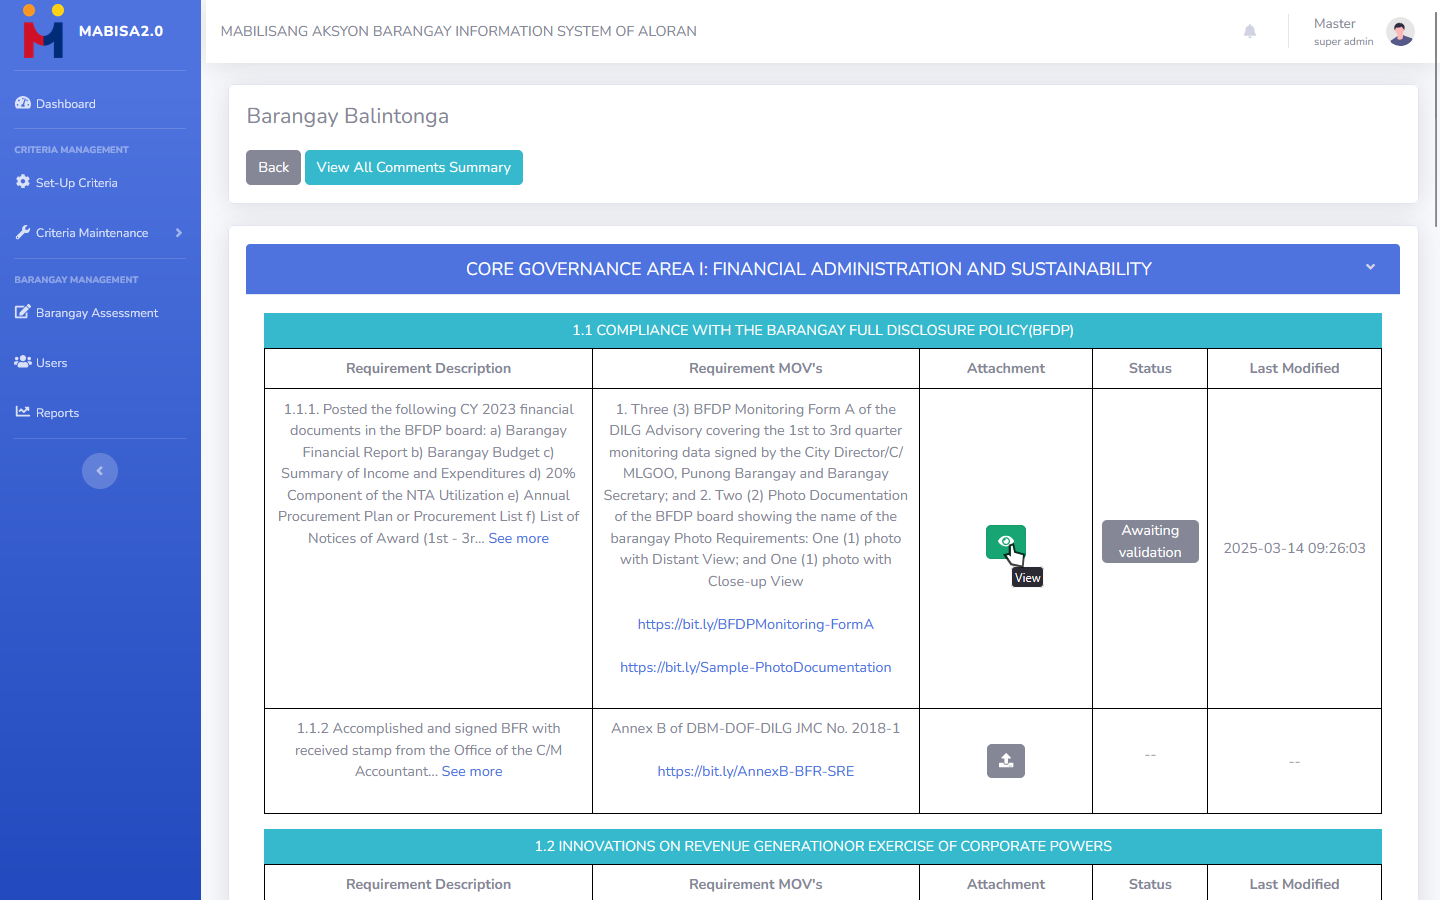 MABISA2.0
MABILISANG AKSYON BARANGAY INFORMATION SYSTEM OF ALORAN
Master
super admin
Dashboard
CRITERIA MANAGEMENT
Set-Up Criteria
Criteria Maintenance
BARANGAY MANAGEMENT
Barangay Assessment
Users
Reports
Barangay Balintonga
Back
View All Comments Summary
CORE GOVERNANCE AREA I: FINANCIAL ADMINISTRATION AND SUSTAINABILITY
1.1 COMPLIANCE WITH THE BARANGAY FULL DISCLOSURE POLICY(BFDP)
Requirement Description
Requirement MOV's
Attachment
Status
Last Modified
1.1.1. Posted the following CY 2023 financial
documents in the BFDP board: a) Barangay
Financial Report b) Barangay Budget c)
Summary of Income and Expenditures d) 20%
Component of the NTA Utilization e) Annual
Procurement Plan or Procurement List f) List of
Notices of Award (1st - 3r... See more
1. Three (3) BFDP Monitoring Form A of the
DILG Advisory covering the 1st to 3rd quarter
monitoring data signed by the City Director/C/
MLGOO, Punong Barangay and Barangay
Secretary; and 2. Two (2) Photo Documentation
of the BFDP board showing the name of the
barangay Photo Requirements: One (1) photo
with Distant View; and One (1) photo with
Close-up View
https://bit.ly/BFDPMonitoring-FormA
https://bit.ly/Sample-PhotoDocumentation
View
Awaiting
validation
2025-03-14 09:26:03
1.1.2 Accomplished and signed BFR with
received stamp from the Office of the C/M
Accountant... See more
Annex B of DBM-DOF-DILG JMC No. 2018-1
https://bit.ly/AnnexB-BFR-SRE
--
--
1.2 INNOVATIONS ON REVENUE GENERATIONOR EXERCISE OF CORPORATE POWERS
Requirement Description
Requirement MOV's
Attachment
Status
Last Modified